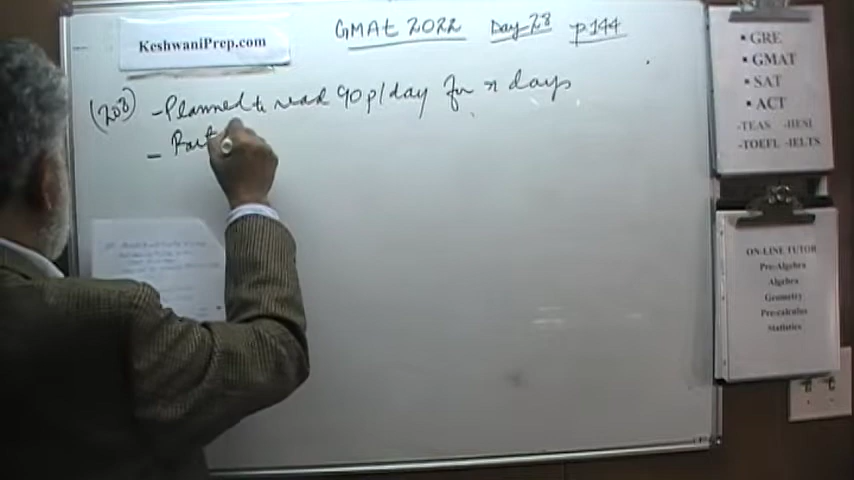 KeshwaniPrep.com
GMAt 2022 Day-28 p144
(203) - Planned to read 90p/day for n days
-
▪ GRE
▪ GMAT
▪ SAT
▪ ACT
-TEAS -HESI
-TOEFL -IELTS
ON-LINE TUTOR
Pre-Algebra
Algebra
Geometry
Pre-calculus
Statistics